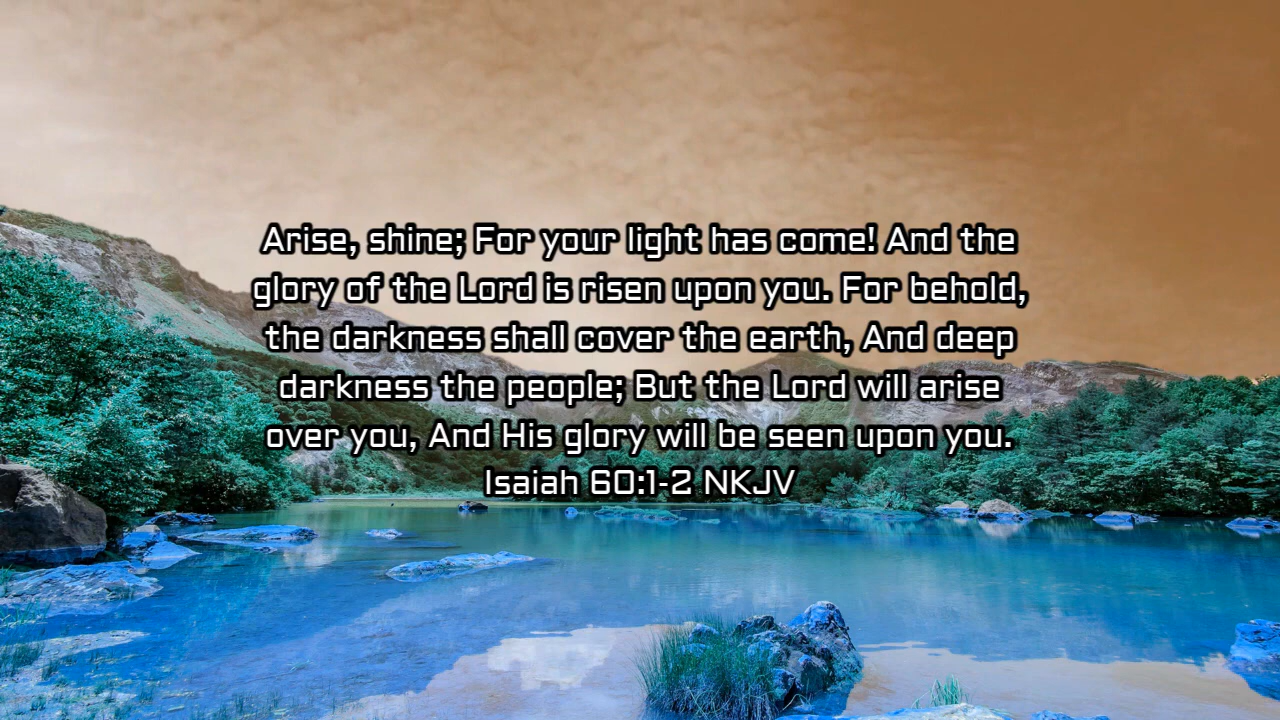 Arise, shine; For your light has come! And the
glory of the Lord is risen upon you. For behold,
the darkness shall cover the earth, And deep
darkness the people; But the Lord will arise
over you, And His glory will be seen upon you.
Isaiah 60:1-2 NKJV